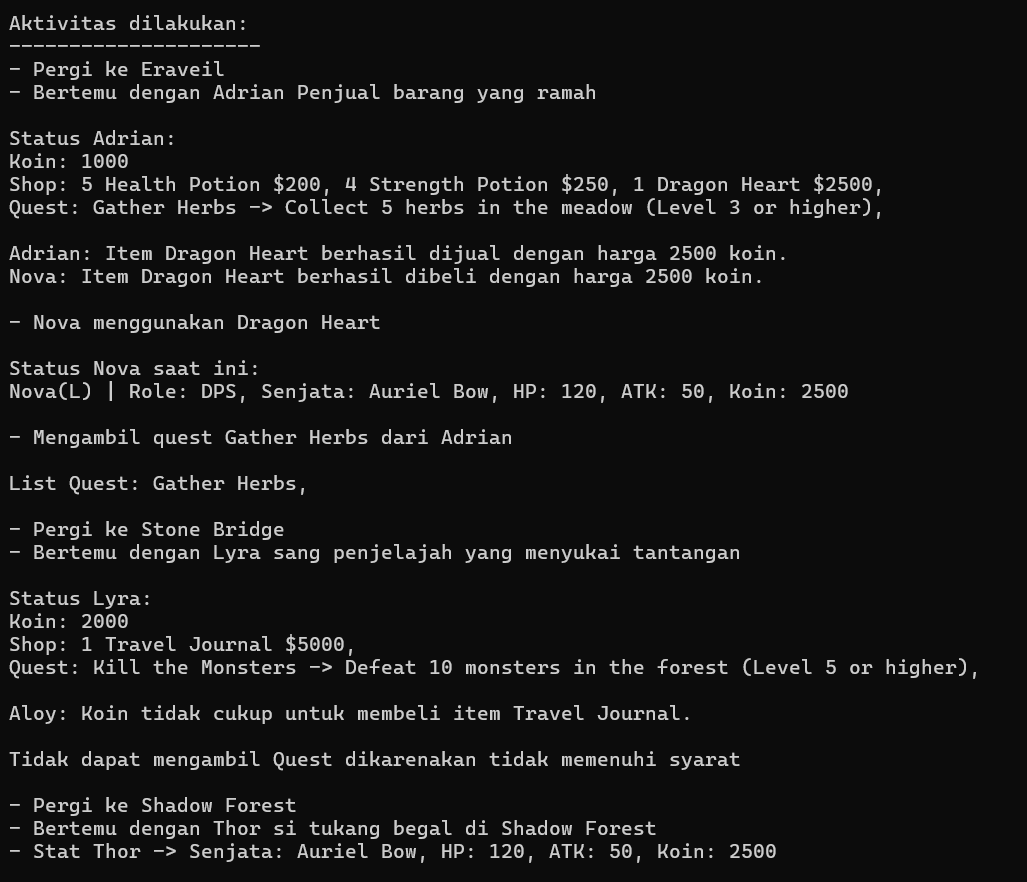 Aktivitas dilakukan:
---------------------
- Pergi ke Eraveil
- Bertemu dengan Adrian Penjual barang yang ramah
Status Adrian:
Koin: 1000
Shop: 5 Health Potion $200, 4 Strength Potion $250, 1 Dragon Heart $2500,
Quest: Gather Herbs -> Collect 5 herbs in the meadow (Level 3 or higher),
Adrian: Item Dragon Heart berhasil dijual dengan harga 2500 koin.
Nova: Item Dragon Heart berhasil dibeli dengan harga 2500 koin.
- Nova menggunakan Dragon Heart
Status Nova saat ini:
Nova(L) | Role: DPS, Senjata: Auriel Bow, HP: 120, ATK: 50, Koin: 2500
- Mengambil quest Gather Herbs dari Adrian
List Quest: Gather Herbs,
- Pergi ke Stone Bridge
- Bertemu dengan Lyra sang penjelajah yang menyukai tantangan
Status Lyra:
Koin: 2000
Shop: 1 Travel Journal $5000,
Quest: Kill the Monsters -> Defeat 10 monsters in the forest (Level 5 or higher),
Aloy: Koin tidak cukup untuk membeli item Travel Journal.
Tidak dapat mengambil Quest dikarenakan tidak memenuhi syarat
- Pergi ke Shadow Forest
- Bertemu dengan Thor si tukang begal di Shadow Forest
- Stat Thor -> Senjata: Auriel Bow, HP: 120, ATK: 50, Koin: 2500